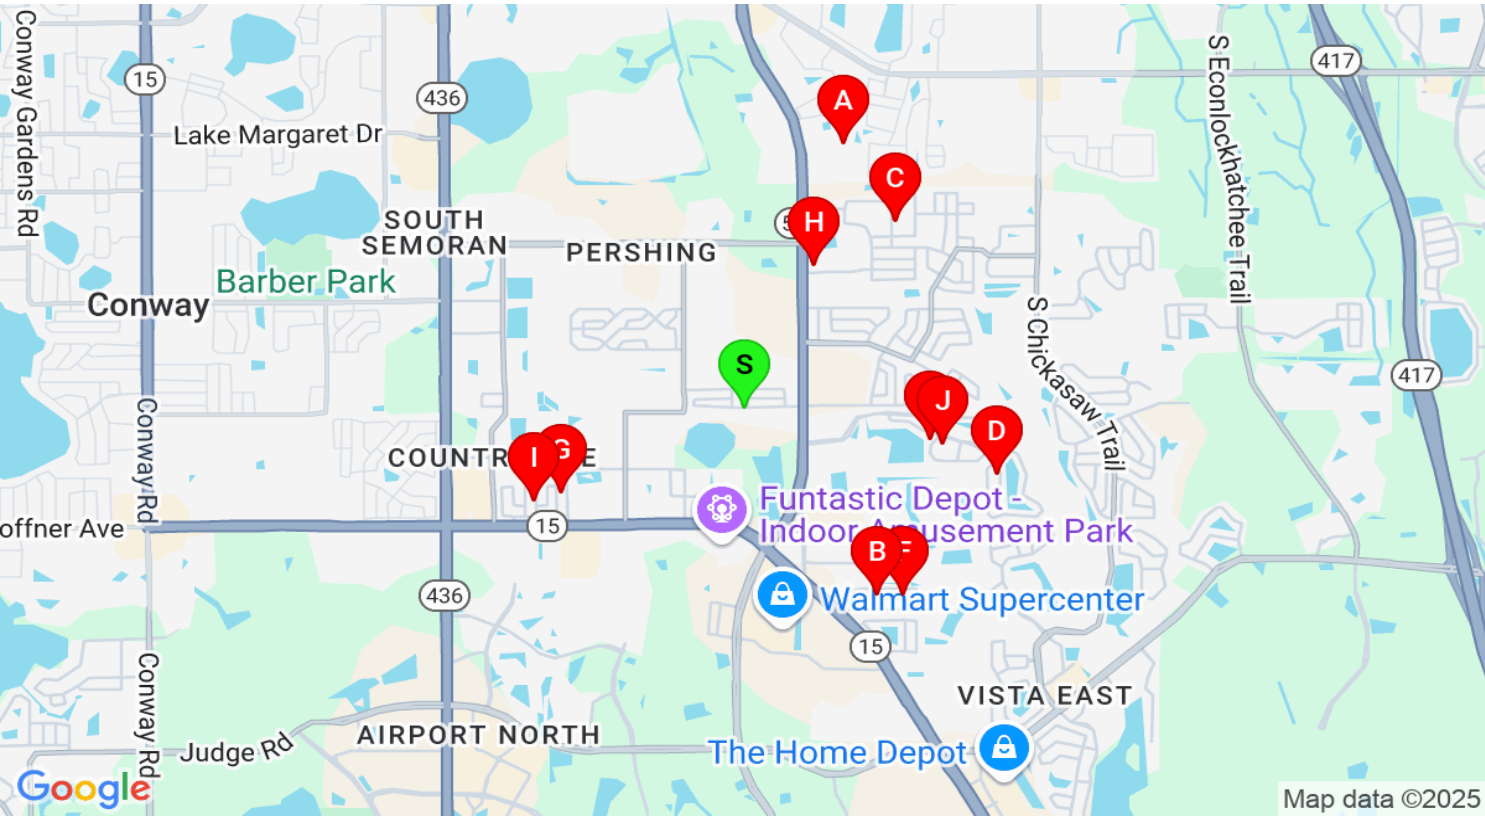 Conway Gardens Rd
15
436
417
A
Lake Margaret Dr
C
S Econlockhatchee Trail
SOUTH
SEMORAN
5
H
PERSHING
Barber Park
Conway
S Chickasaw Trail
S
417
J
D
Conway Rd
COUNTR
E
I
G
Funtastic Depot -
Indoor Amusement Park
offner Ave
15
B
F
436
Walmart Supercenter
15
Conway Rd
VISTA EAST
AIRPORT NORTH
Judge Rd
The Home Depot
Google
Map data ©2025